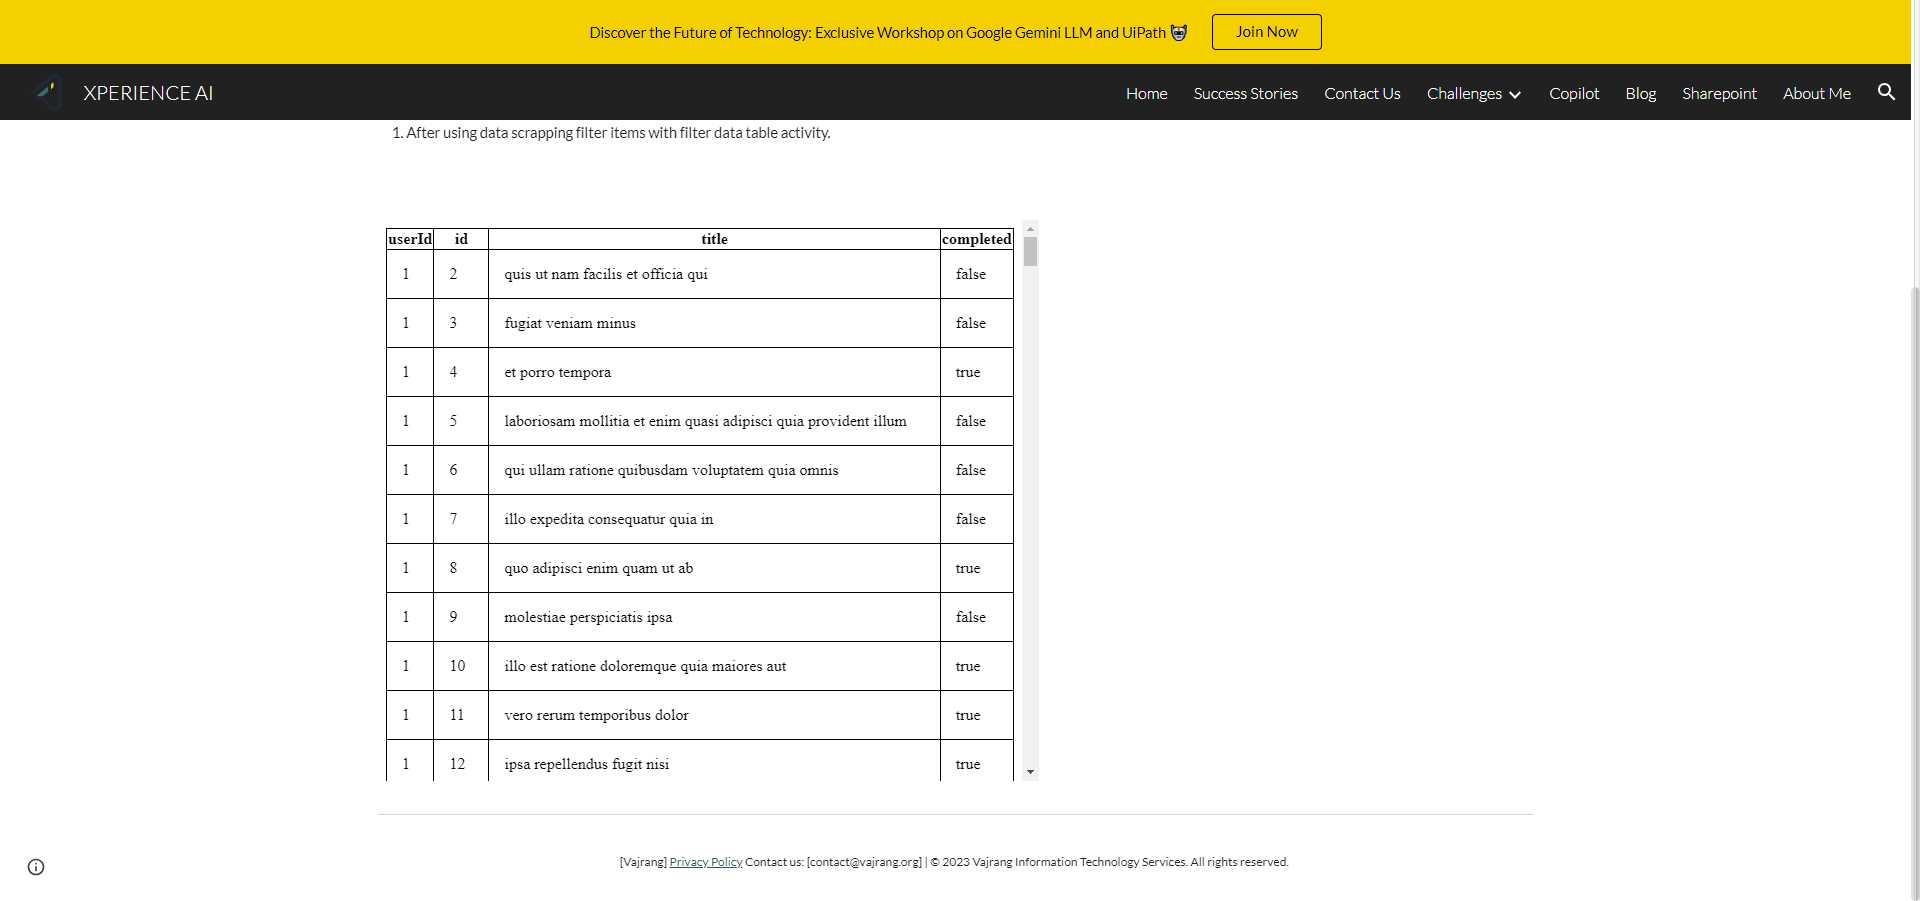 Discover the Future of Technology: Exclusive Workshop on Google Gemini LLM and UiPath
Join Now
XPERIENCE AI
Home Success Stories Contact Us Challenges Copilot Blog Sharepoint About Me
1. After using data scrapping filter items with filter data table activity.
userId id title completed
1 2 quis ut nam facilis et officia qui false
1 3 fugiat veniam minus false
1 4 et porro tempora true
1 5 laboriosam mollitia et enim quasi adipisci quia provident illum false
1 6 qui ullam ratione quibusdam voluptatem quia omnis false
1 7 illo expedita consequatur quia in false
1 8 quo adipisci enim quam ut ab true
1 9 molestiae perspiciatis ipsa false
1 10 illo est ratione doloremque quia maiores aut true
1 11 vero rerum temporibus dolor true
1 12 ipsa repellendus fugit nisi true
[Vajrang] Privacy Policy Contact us: [contact@vajrang.org] | © 2023 Vajrang Information Technology Services. All rights reserved.